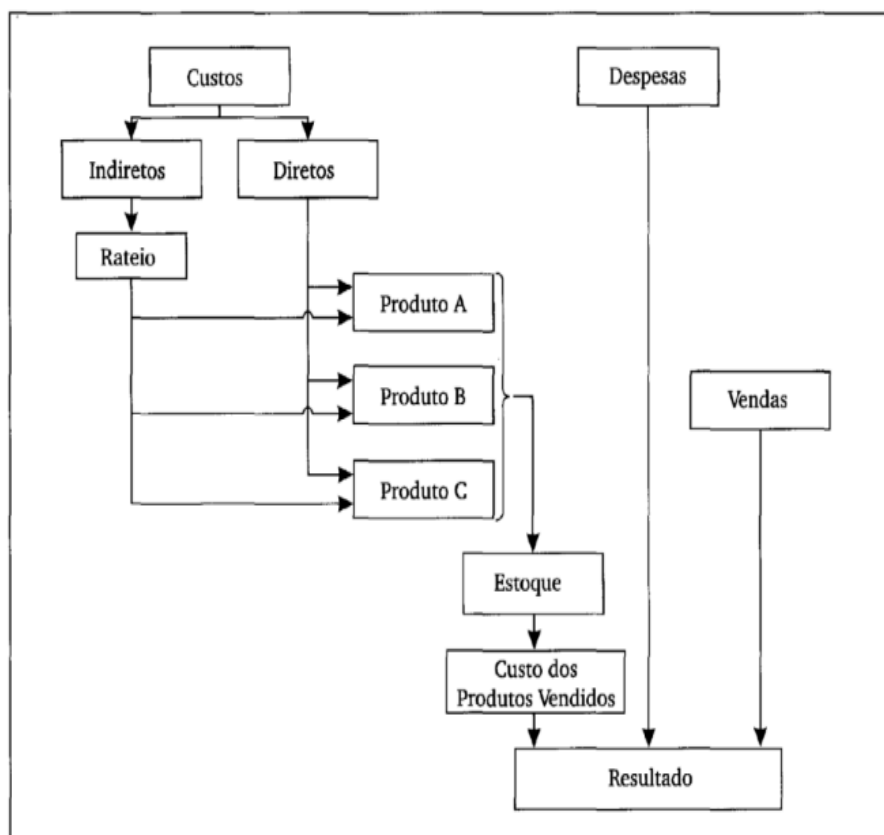 Custos
Despesas
Indiretos
Diretos
Rateio
Produto A
Produto B
Vendas
Produto C
Estoque
Custo dos
Produtos Vendidos
Resultado